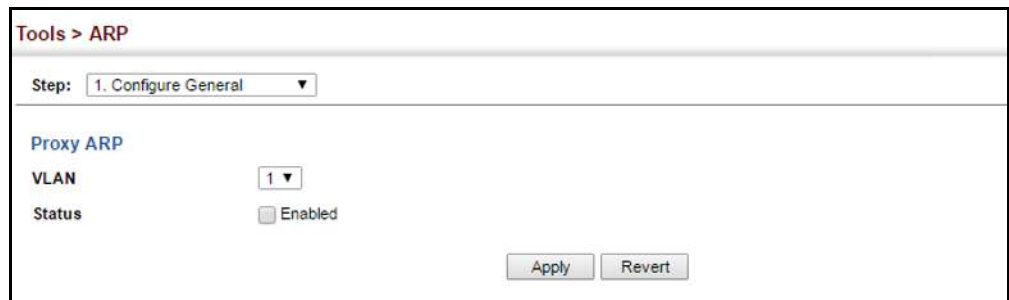 Tools > ARP
Step: 1. Configure General
Proxy ARP
VLAN 1
Status Enabled
Apply Revert